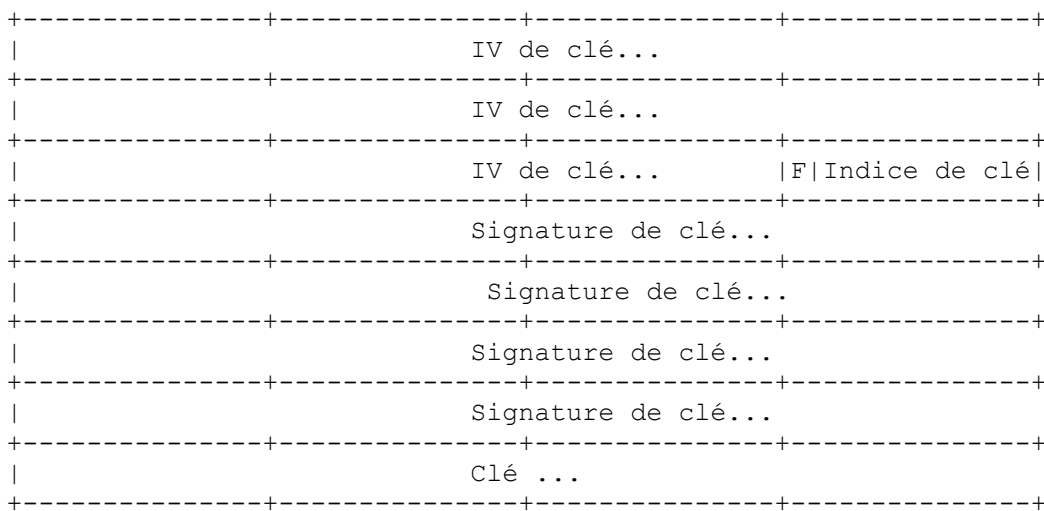 +---------------+---------------+---------------+---------------+
|                             IV de clé...
+---------------+---------------+---------------+---------------+
|                             IV de clé...
+---------------+---------------+---------------+---------------+
|                             IV de clé...       |F|Indice de clé|
+---------------+---------------+---------------+---------------+
|                             Signature de clé...
+---------------+---------------+---------------+---------------+
|                              Signature de clé...
+---------------+---------------+---------------+---------------+
|                             Signature de clé...
+---------------+---------------+---------------+---------------+
|                             Signature de clé...
+---------------+---------------+---------------+---------------+
|                             Clé ...
+---------------+---------------+---------------+---------------+